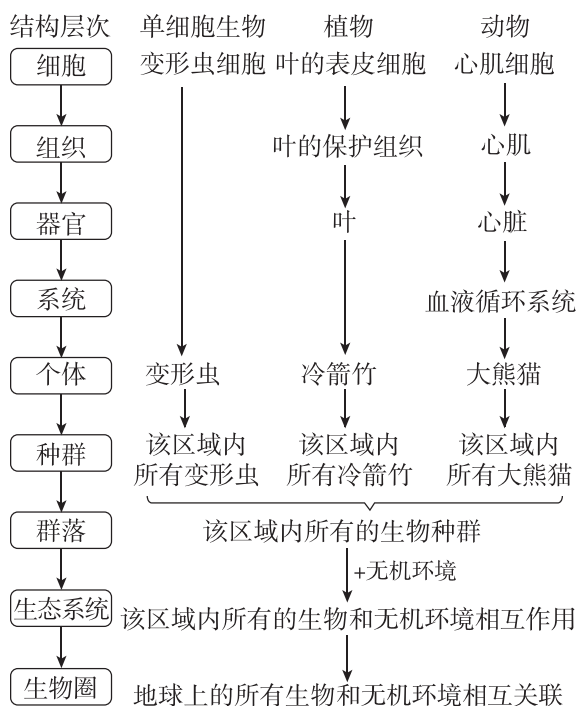 结构层次 单细胞生物 植物 动物
细胞 变形虫细胞 叶的表皮细胞 心肌细胞
组织 叶的保护组织 心肌
器官 叶 心脏
系统 血液循环系统
个体 变形虫 冷箭竹 大熊猫
种群 该区域内所有变形虫 该区域内所有冷箭竹 该区域内所有大熊猫
群落 该区域内所有的生物种群
+无机环境
生态系统 该区域内所有的生物和无机环境相互作用
生物圈 地球上的所有生物和无机环境相互关联